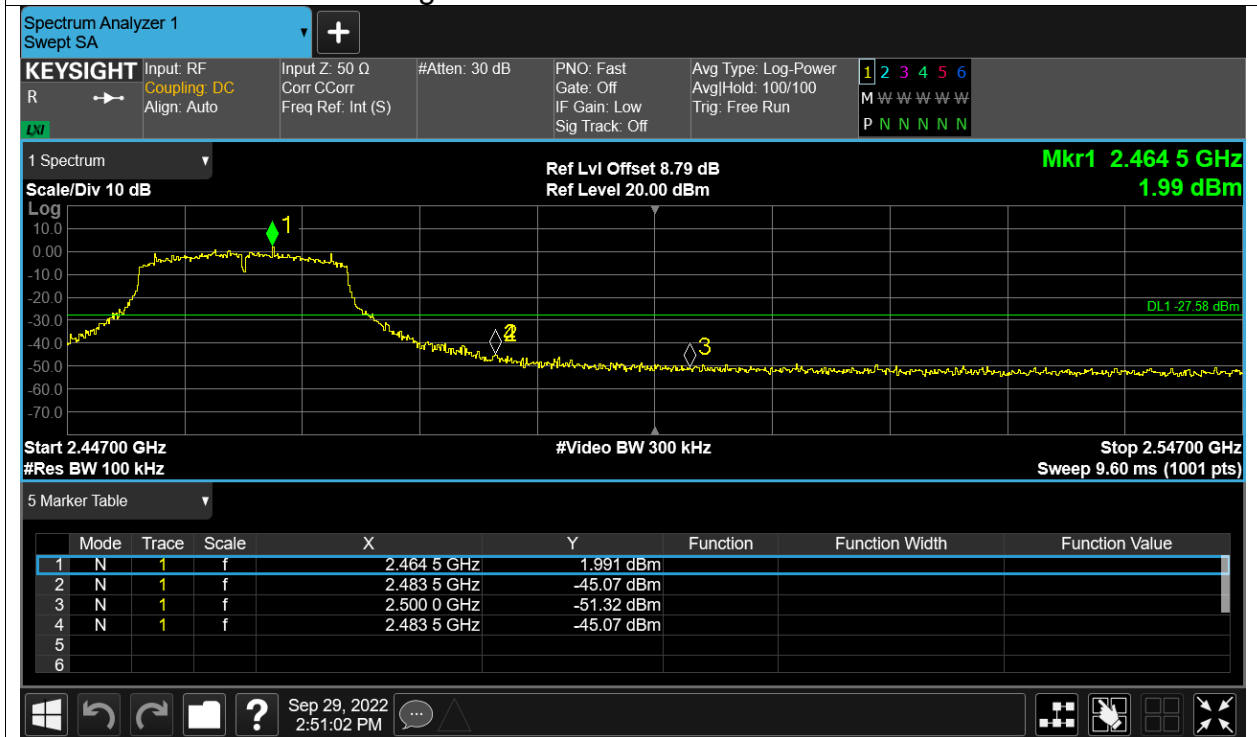 Spectrum Analyzer 1
Swept SA
+
KEYSIGHT Input: RF Input Z: 50 Ω #Atten: 30 dB PNO: Fast Avg Type: Log-Power 1 2 3 4 5 6
R Coupling: DC Corr CCorr Gate: Off Avg|Hold: 100/100 M W W W W W
Align: Auto Freq Ref: Int (S) IF Gain: Low Trig: Free Run
LXI Sig Track: Off P N N N N N
1 Spectrum Ref Lvl Offset 8.79 dB Mkr1 2.464 5 GHz
Scale/Div 10 dB Ref Level 20.00 dBm 1.99 dBm
Log
10.0
1
0.00
-10.0
-20.0
DL1 -27.58 dBm
-30.0
-40.0
2
3
-50.0
-60.0
-70.0
Start 2.44700 GHz #Video BW 300 kHz Stop 2.54700 GHz
#Res BW 100 kHz Sweep 9.60 ms (1001 pts)
5 Marker Table
Mode Trace Scale X Y Function Function Width Function Value
1 N 1 f 2.464 5 GHz 1.991 dBm
2 N 1 f 2.483 5 GHz -45.07 dBm
3 N 1 f 2.500 0 GHz -51.32 dBm
4 N 1 f 2.483 5 GHz -45.07 dBm
5
6
? Sep 29, 2022
2:51:02 PM